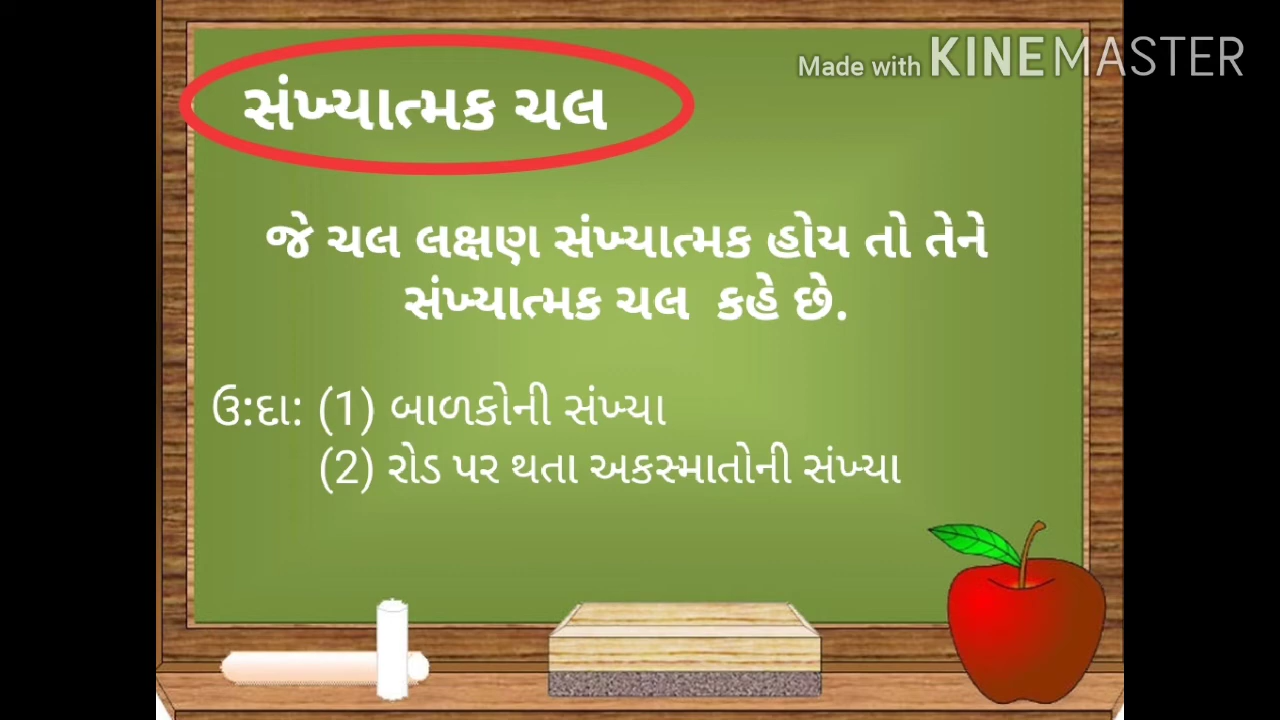 Made with KINEMASTER
સંખ્યાત્મક ચલ
જે ચલ લક્ષણ સંખ્યાત્મક હોય તો તેને
સંખ્યાત્મક ચલ કહે છે.
ઉ:દા: (1) બાળકોની સંખ્યા
(2) રોડ પર થતા અકસ્માતોની સંખ્યા